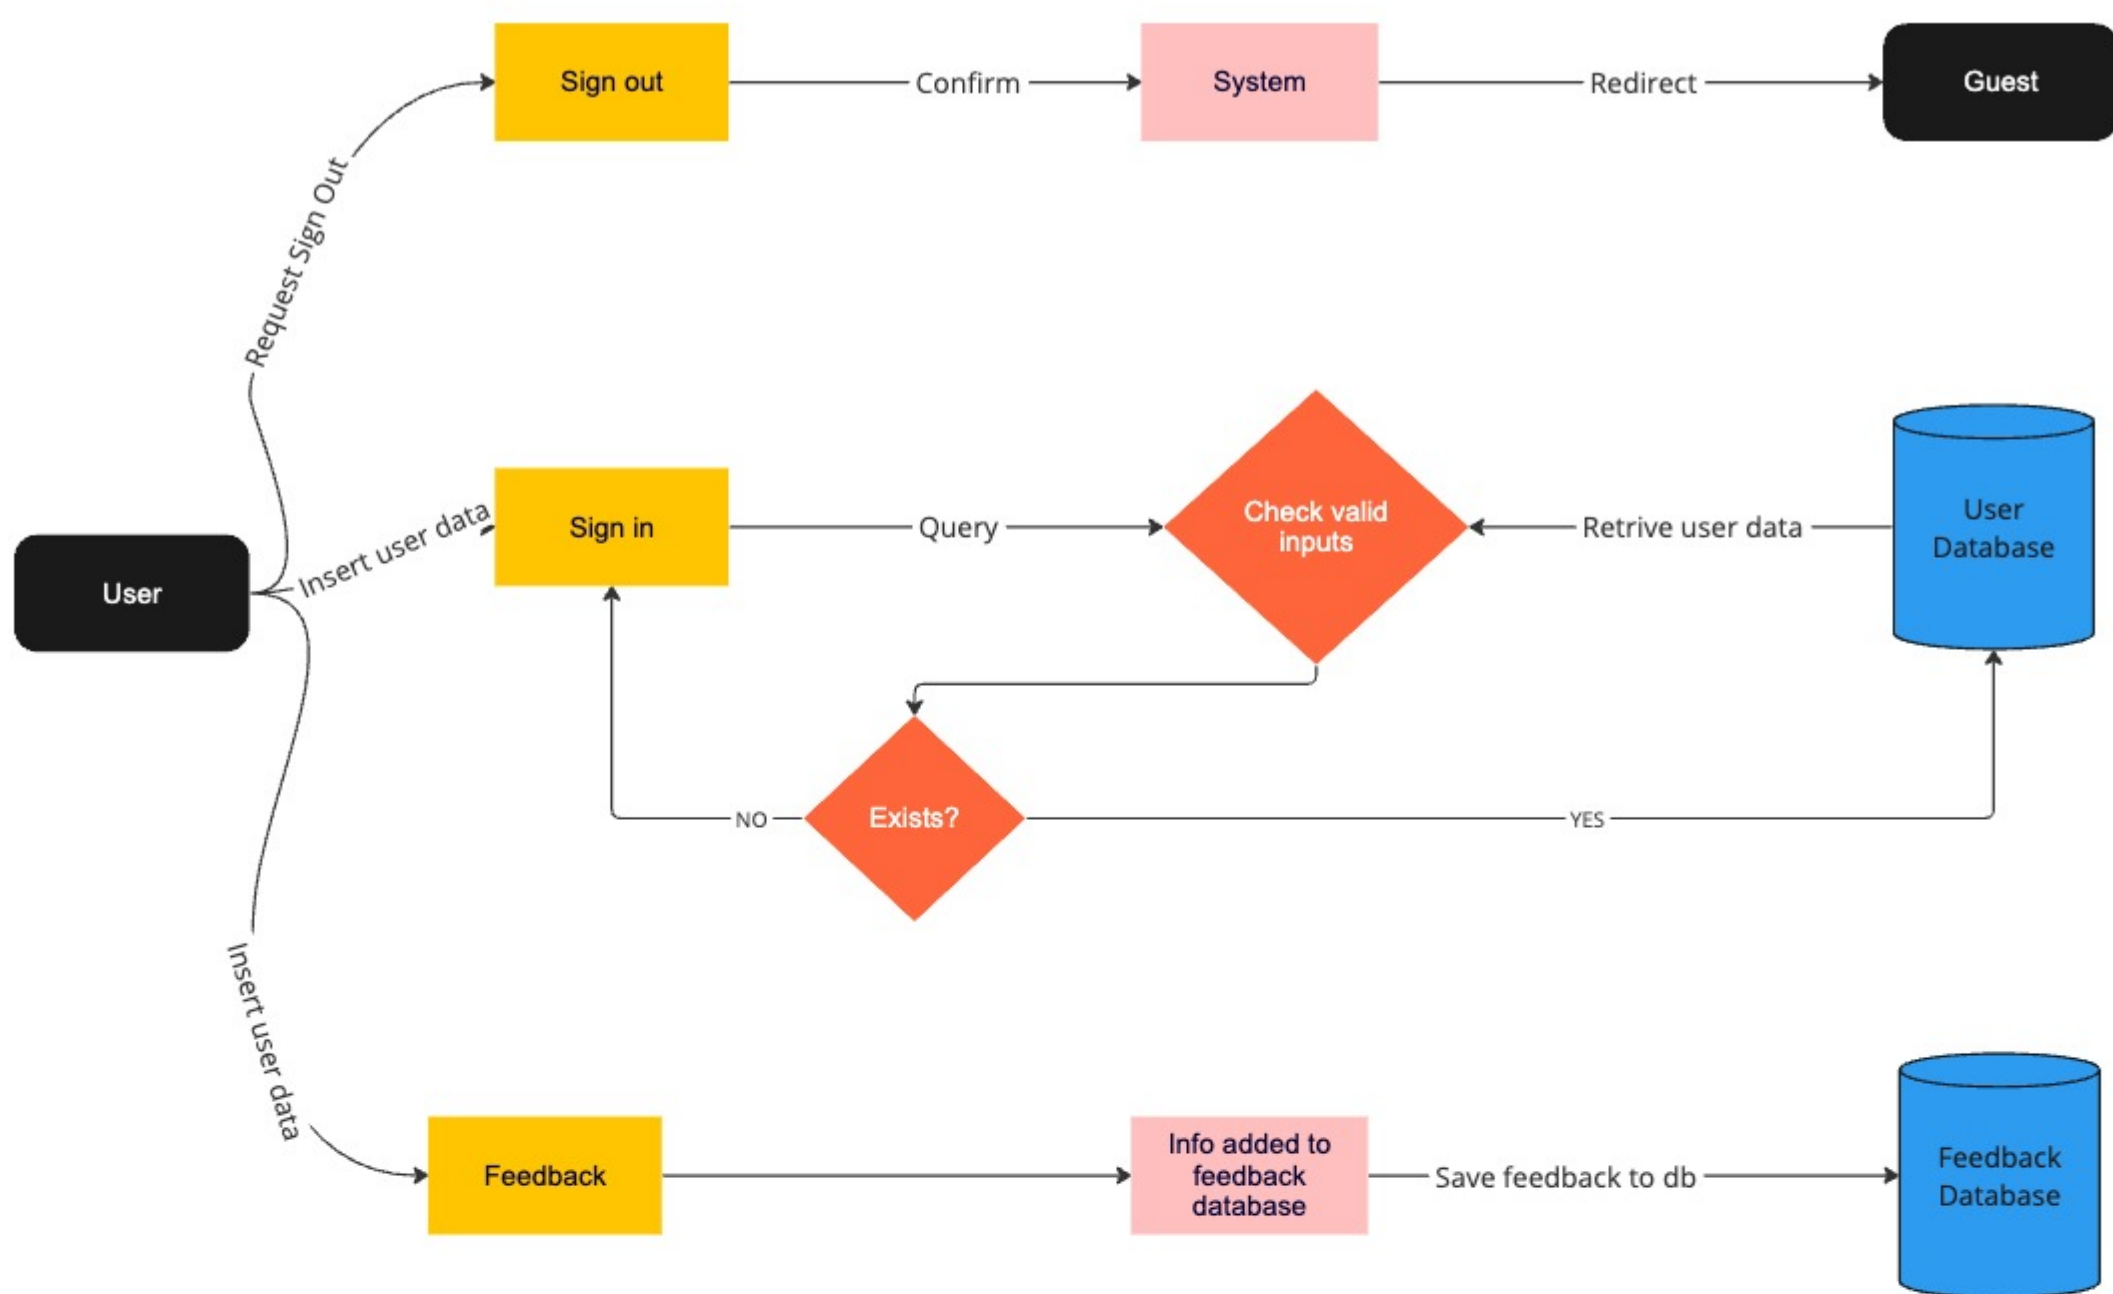 Sign out
Confirm
System
Redirect
Guest
Request Sign Out
User
Insert user data
Sign in
Query
Check valid
inputs
Retrive user data
User
Database
NO
Exists?
YES
Insert user data
Feedback
Info added to
feedback
database
Save feedback to db
Feedback
Database